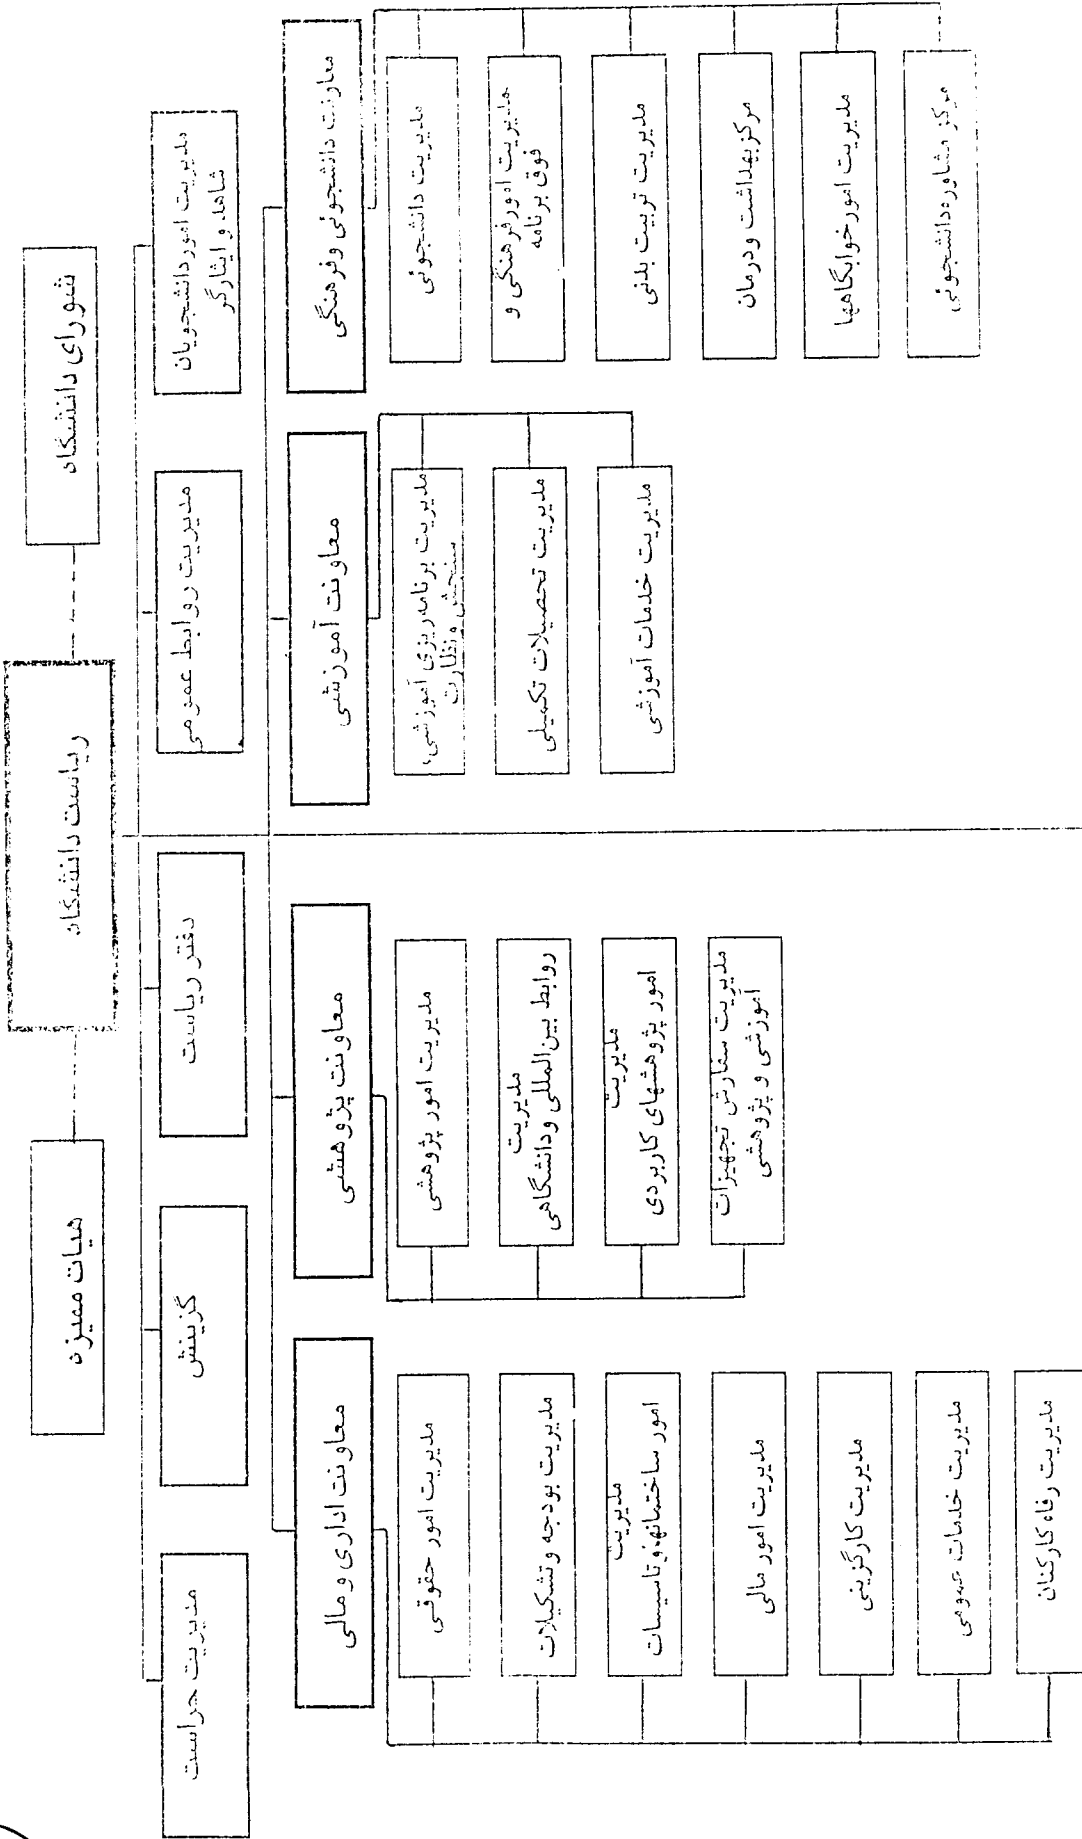 ریاست دانشگاه
شورای دانشگاه
هیات ممیزه
مدیریت امور دانشجویان
شاهد و ایثارگر
مدیریت روابط عمومی
دفتر ریاست
گزینش
مدیریت حراست
معاونت دانشجوئی و فرهنگی
معاونت آموزشی
معاونت پژوهشی
معاونت اداری و مالی
مدیریت دانشجوئی
مدیریت امور فرهنگی و
فوق برنامه
مدیریت تربیت بدنی
مرکز بهداشت و درمان
مدیریت امور خوابگاهها
مرکز مشاوره دانشجوئی
مدیریت برنامه ریزی آموزشی،
سنجش و نظارت
مدیریت تحصیلات تکمیلی
مدیریت خدمات آموزشی
مدیریت امور پژوهشی
مدیریت
روابط بین‌المللی و دانشگاهی
مدیریت
امور پژوهشهای کاربردی
مدیریت سفارش تجهیزات
آموزشی و پژوهشی
مدیریت امور حقوقی
مدیریت بودجه و تشکیلات
مدیریت
امور ساختمانها و تاسیسات
مدیریت امور مالی
مدیریت کارگزینی
مدیریت خدمات عمومی
مدیریت رفاه کارکنان